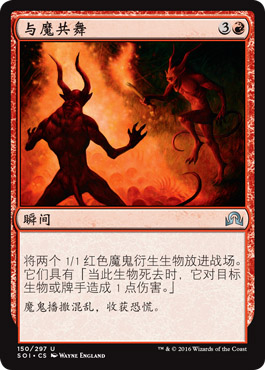 与魔共舞
3
瞬间
将两个 1/1 红色魔鬼衍生生物放进战场。
它们具有「当此生物死去时,它对目标
生物或牌手造成 1 点伤害。」
魔鬼播撒混乱,收获恐慌。
150/297 U
SOI • CS WAYNE ENGLAND
™ & © 2016 Wizards of the Coast